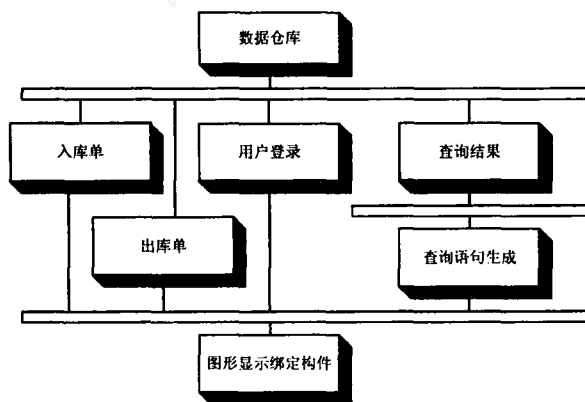 数据仓库
入库单
用户登录
查询结果
出库单
查询语句生成
图形显示绑定构件